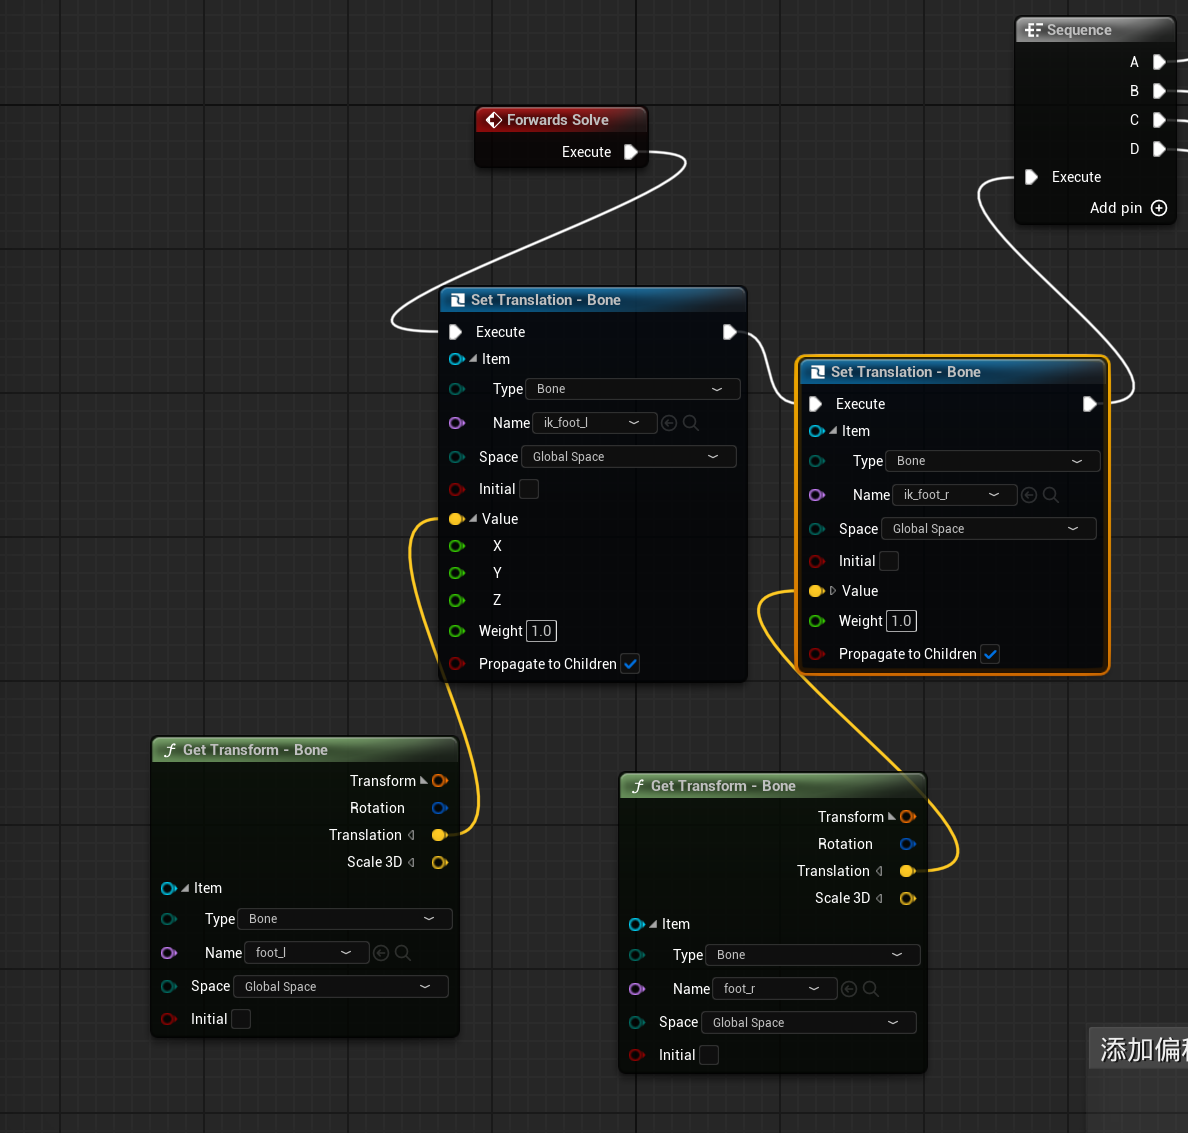 Sequence
A
B
C
D
Execute
Add pin
Forwards Solve
Execute
Set Translation - Bone
Execute
Item
Type Bone
Name ik_foot_l
Space Global Space
Initial
Value
X
Y
Z
Weight 1.0
Propagate to Children
Set Translation - Bone
Execute
Item
Type Bone
Name ik_foot_r
Space Global Space
Initial
Value
Weight 1.0
Propagate to Children
Get Transform - Bone
Transform
Rotation
Translation
Scale 3D
Item
Type Bone
Name foot_l
Space Global Space
Initial
Get Transform - Bone
Transform
Rotation
Translation
Scale 3D
Item
Type Bone
Name foot_r
Space Global Space
Initial
添加偏